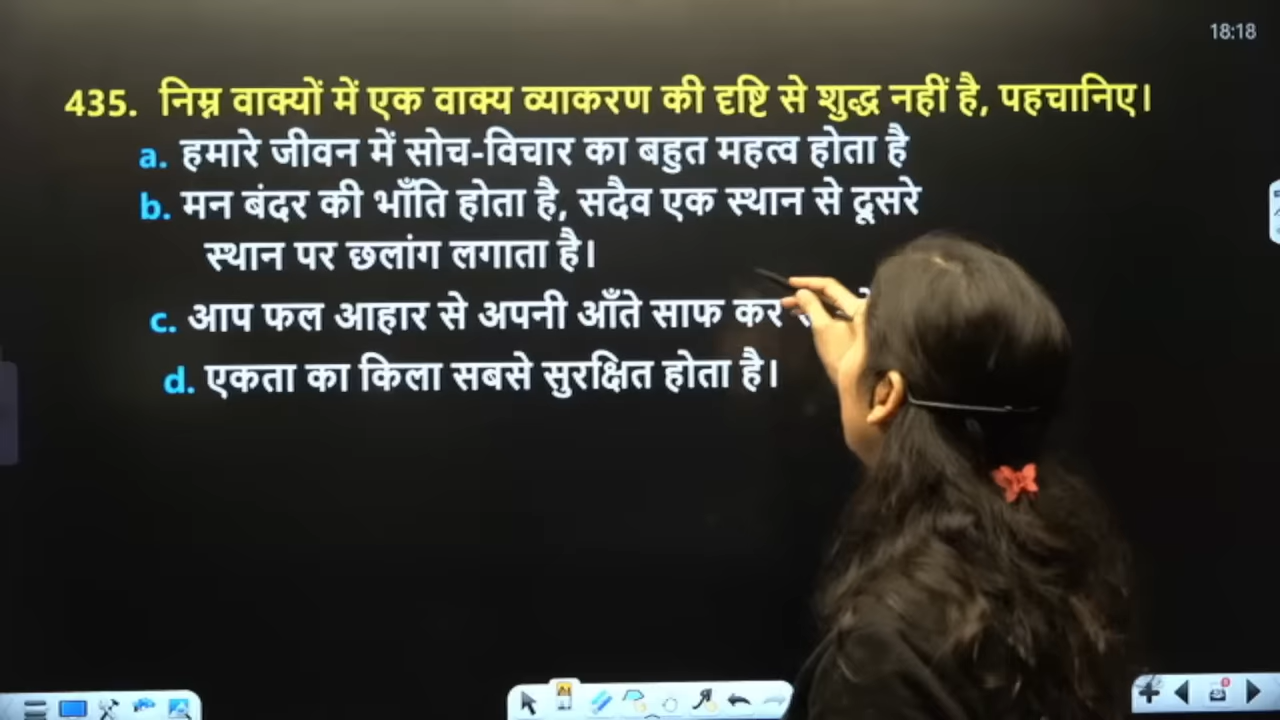 18:18
435. निम्न वाक्यों में एक वाक्य व्याकरण की दृष्टि से शुद्ध नहीं है, पहचानिए।
a. हमारे जीवन में सोच-विचार का बहुत महत्व होता है
b. मन बंदर की भाँति होता है, सदैव एक स्थान से दूसरे
स्थान पर छलांग लगाता है।
c. आप फल आहार से अपनी आँते साफ कर
d. एकता का किला सबसे सुरक्षित होता है।